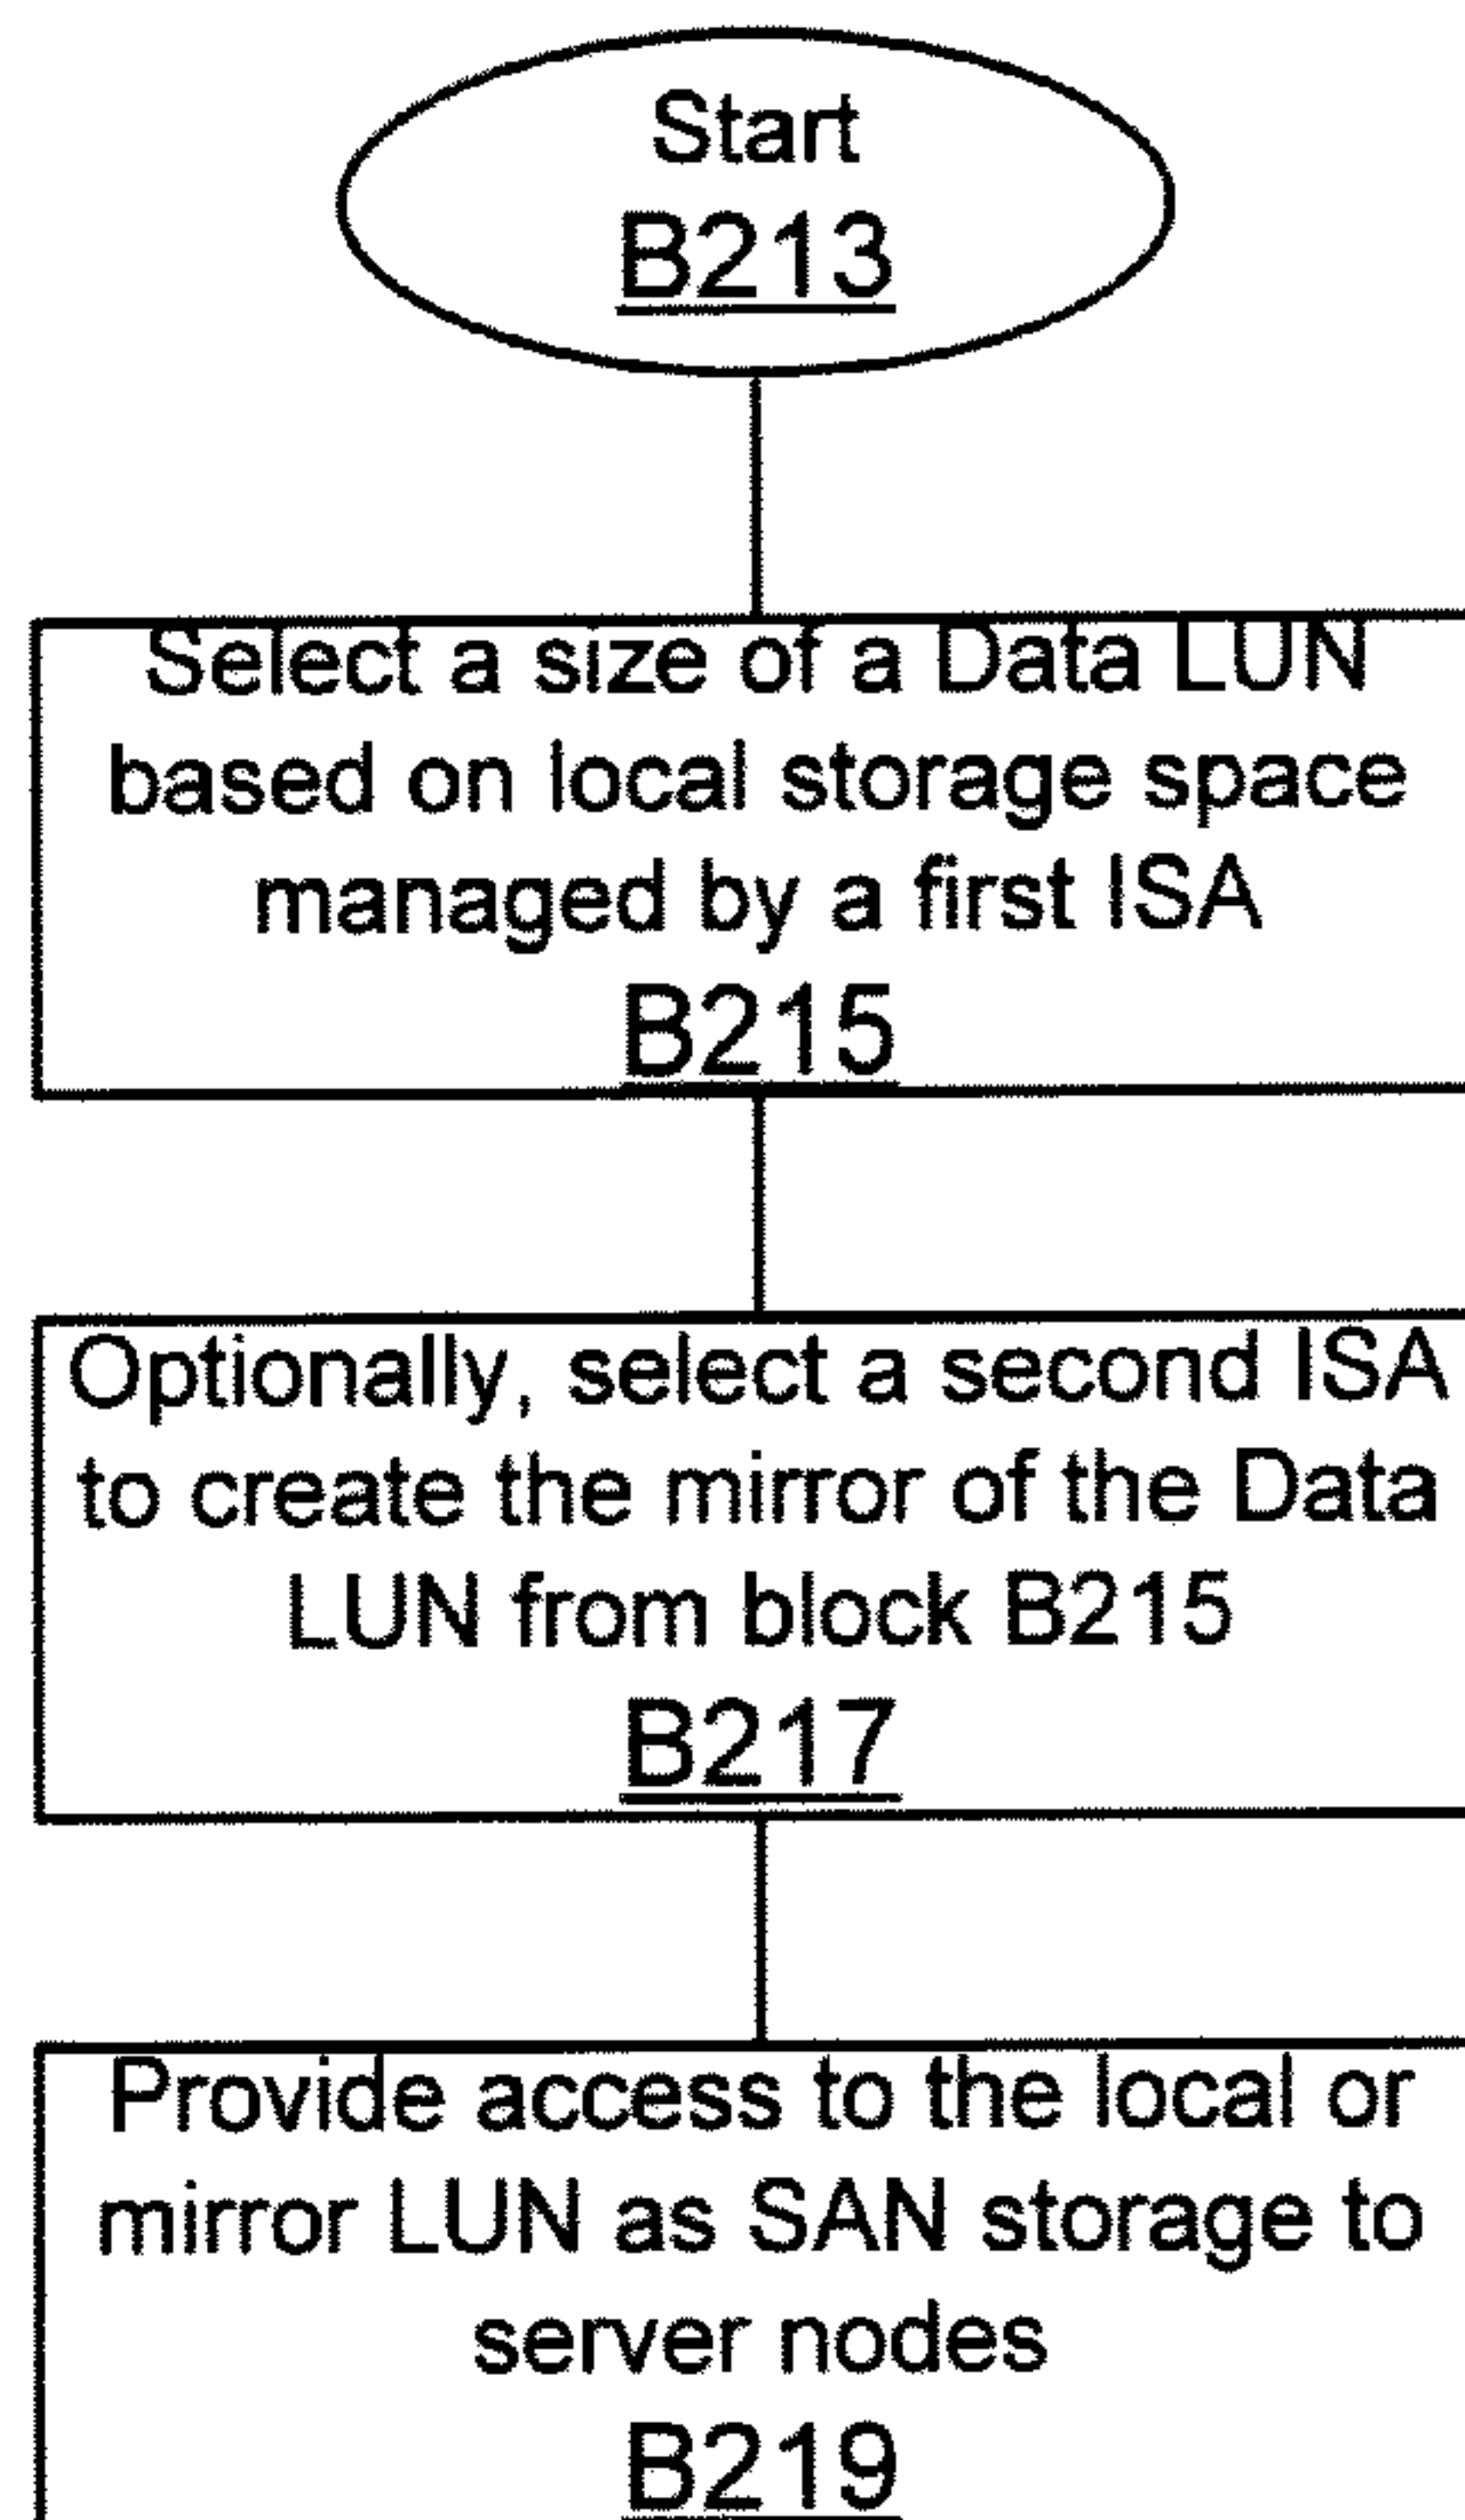 Start
B213
Select a size of a Data LUN
based on local storage space
managed by a first ISA
B215
Optionally, select a second ISA
to create the mirror of the Data
LUN from block B215
B217
Provide access to the local or
mirror LUN as SAN storage to
server nodes
B219